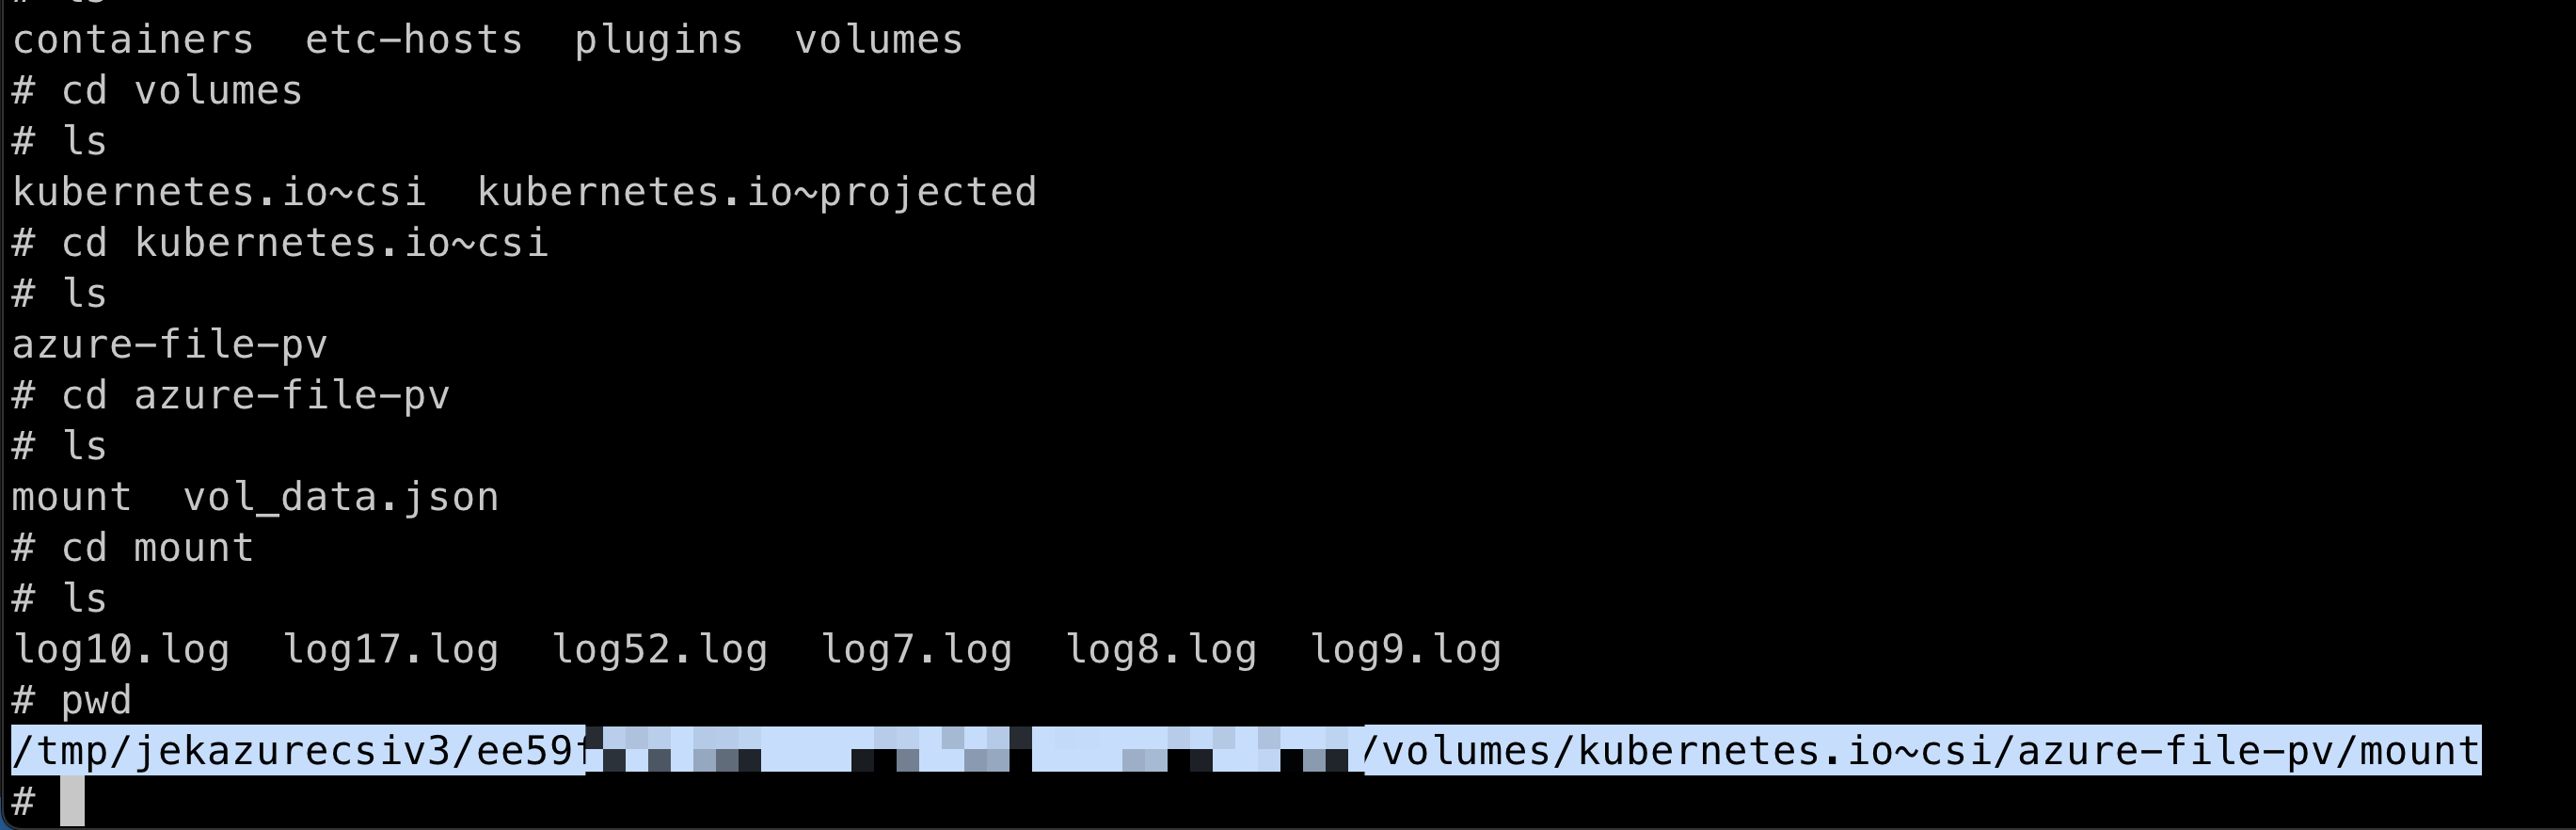 # ls
containers  etc-hosts  plugins  volumes
# cd volumes
# ls
kubernetes.io~csi  kubernetes.io~projected
# cd kubernetes.io~csi
# ls
azure-file-pv
# cd azure-file-pv
# ls
mount  vol_data.json
# cd mount
# ls
log10.log  log17.log  log52.log  log7.log  log8.log  log9.log
# pwd
/tmp/jekazurecsiv3/ee59f /volumes/kubernetes.io~csi/azure-file-pv/mount
#